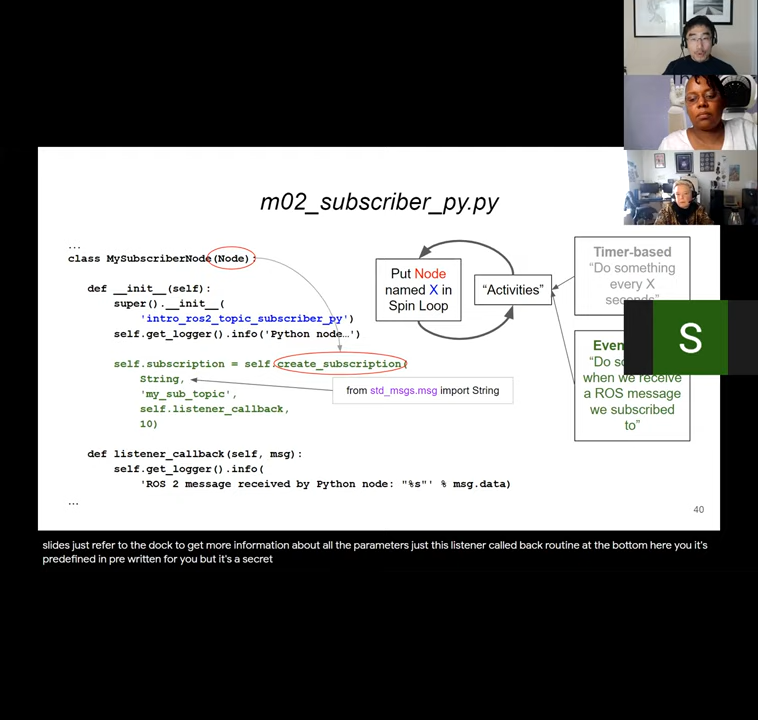 m02_subscriber_py.py
...
class MySubscriberNode(Node):
def __init__(self):
super().__init__(
'intro_ros2_topic_subscriber_py')
self.get_logger().info('Python node…')
self.subscription = self.create_subscription(
String,
'my_sub_topic',
self.listener_callback,
10)
def listener_callback(self, msg):
self.get_logger().info(
'ROS 2 message received by Python node: "%s"' % msg.data)
...
from std_msgs.msg import String
Put Node
named X in
Spin Loop
“Activities”
Timer-based
“Do something
every X
seconds”
Even
“Do so
when we receive
a ROS message
we subscribed
to”
S
40
slides just refer to the dock to get more information about all the parameters just this listener called back routine at the bottom here you it's
predefined in pre written for you but it's a secret